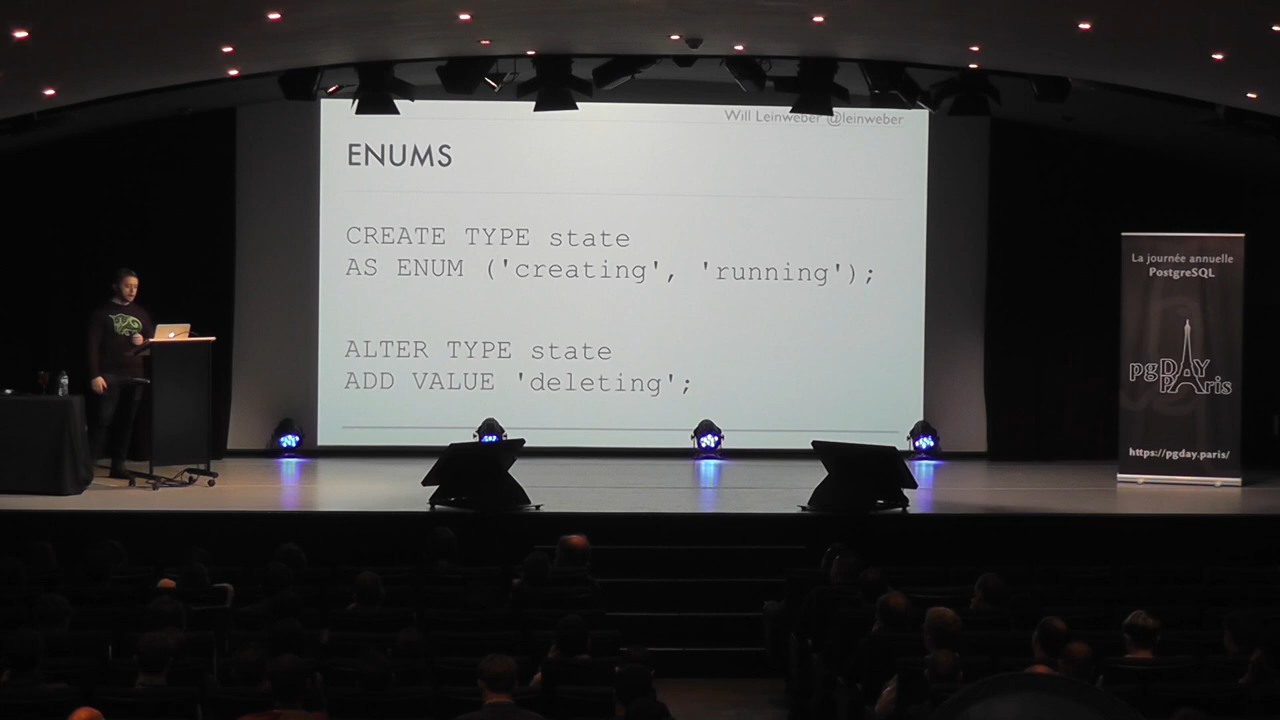 Will Leinweber @leinweber
ENUMS
CREATE TYPE state
AS ENUM ('creating', 'running');
ALTER TYPE state
ADD VALUE 'deleting';
La journée annuelle
PostgreSQL
pgDAY
PAris
https://pgday.paris/